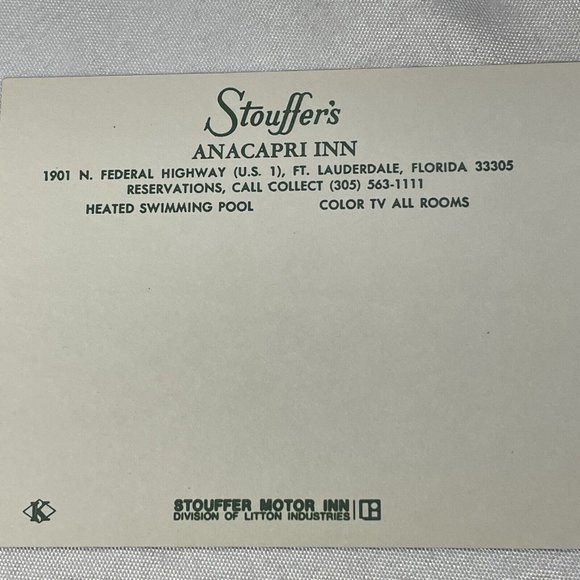 Stouffer's
ANACAPRI INN
1901 N. FEDERAL HIGHWAY (U.S. 1), FT. LAUDERDALE, FLORIDA 33305
RESERVATIONS, CALL COLLECT (305) 563-1111
HEATED SWIMMING POOL COLOR TV ALL ROOMS
K STOUFFER MOTOR INN
DIVISION OF LITTON INDUSTRIES